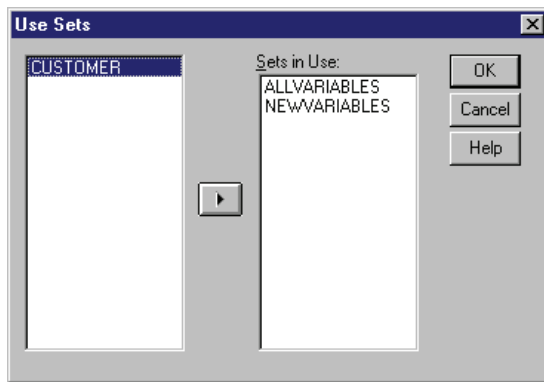 Use Sets
CUSTOMER
Sets in Use:
ALLVARIABLES
NEWVARIABLES
OK
Cancel
Help